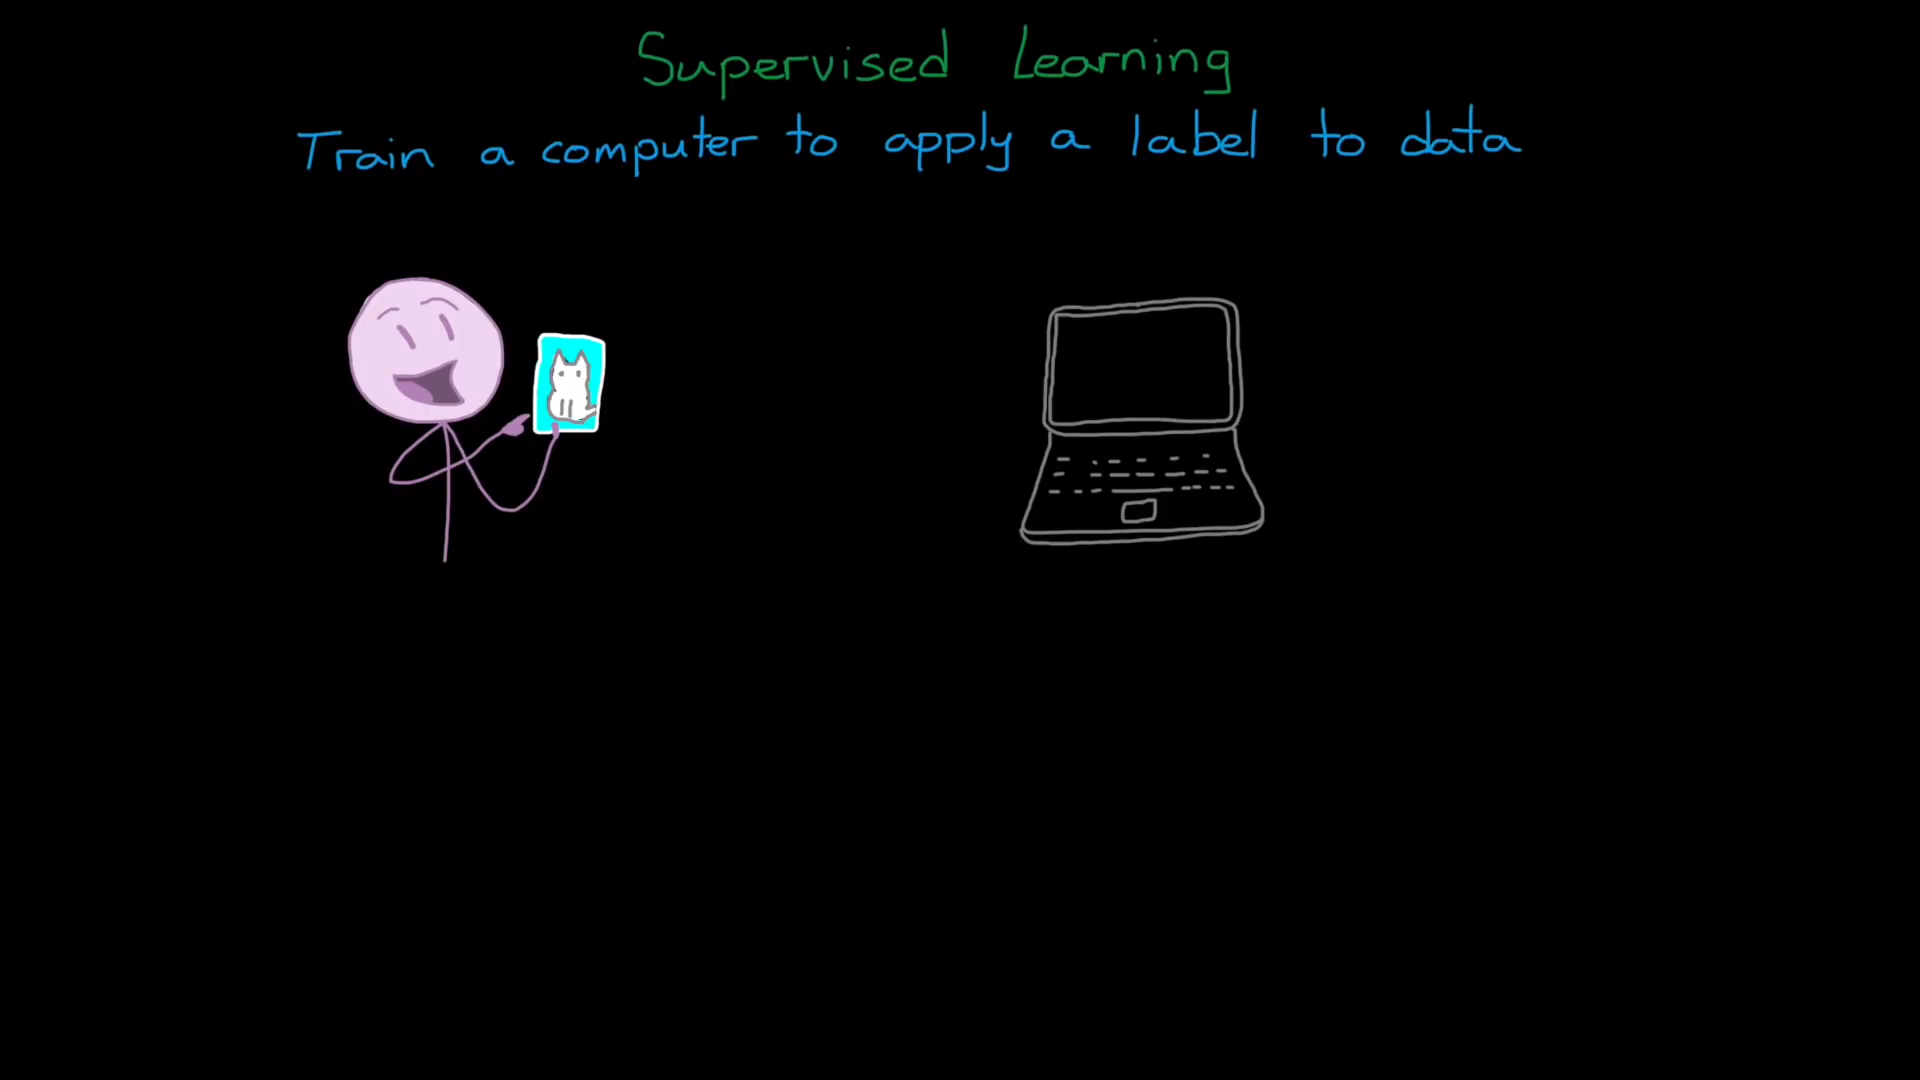 Supervised Learning
Train a computer to apply a label to data